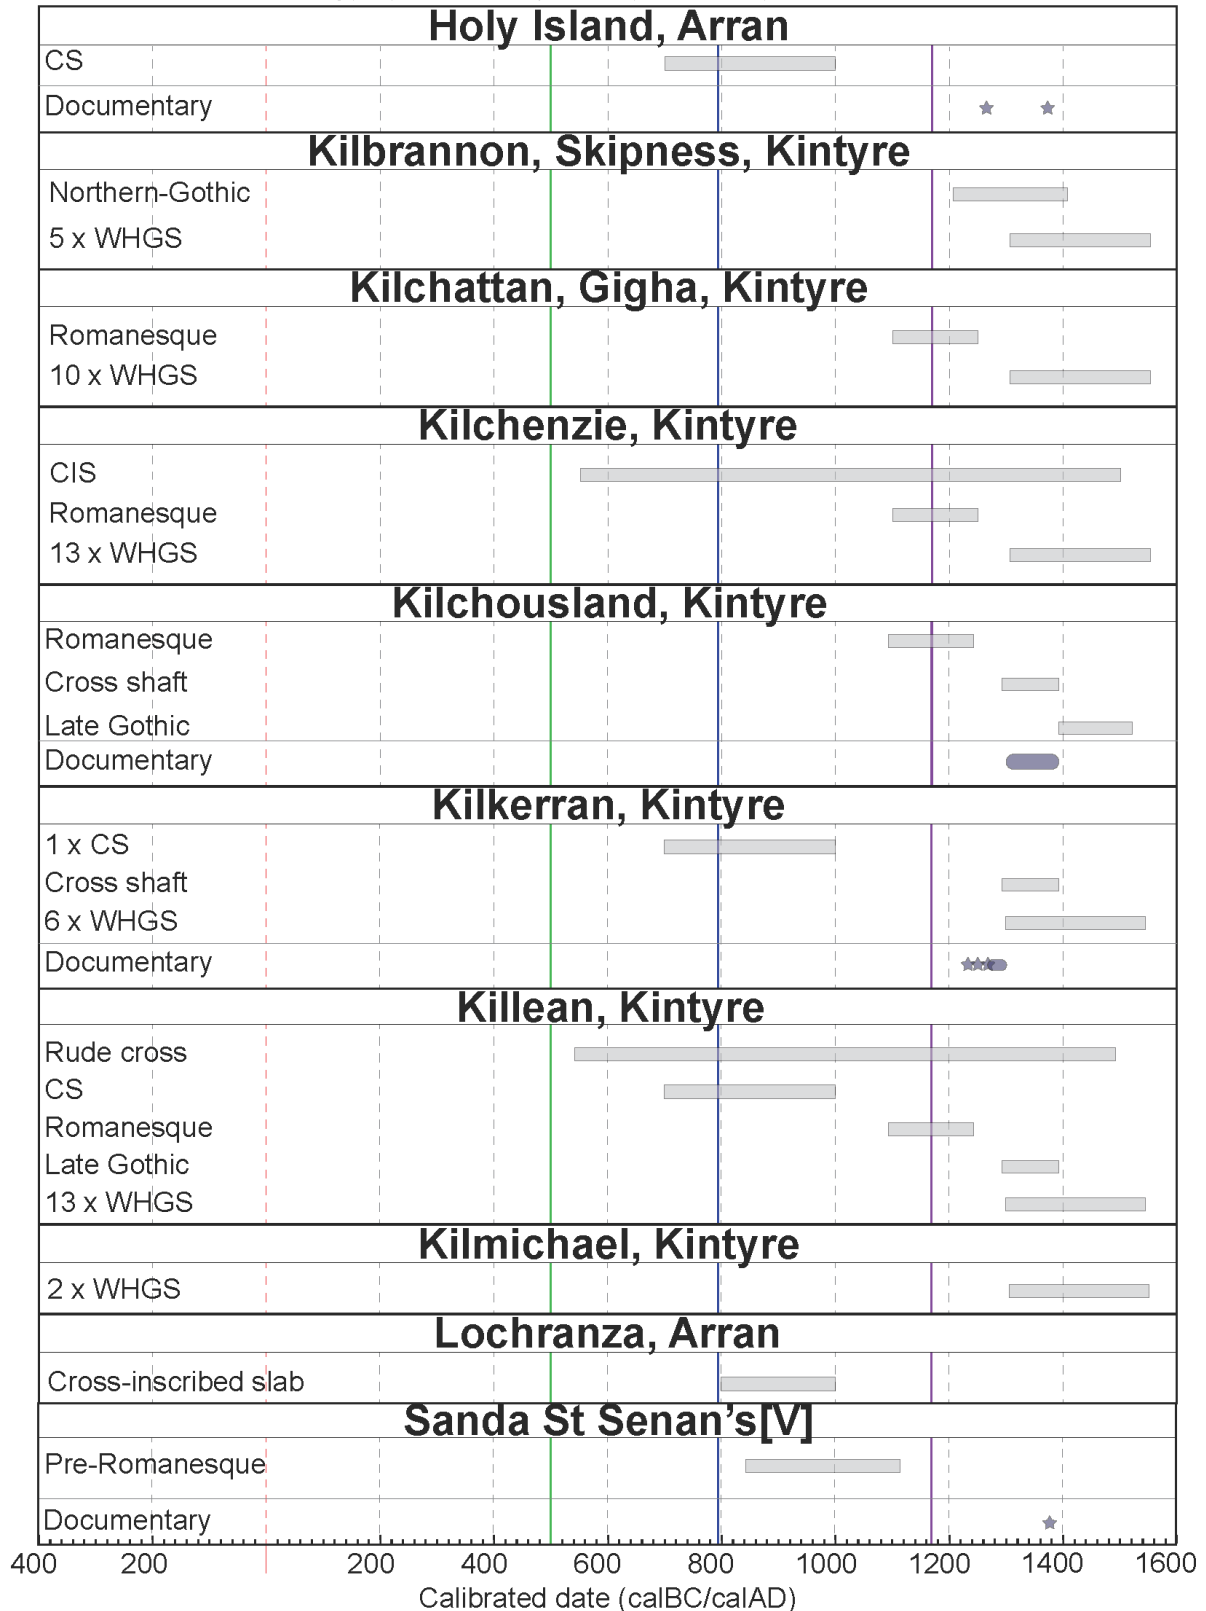 Holy Island, Arran
CS
Documentary
Kilbrannon, Skipness, Kintyre
Northern-Gothic
5 x WHGS
Kilchattan, Gigha, Kintyre
Romanesque
10 x WHGS
Kilchenzie, Kintyre
CIS
Romanesque
13 x WHGS
Kilchousland, Kintyre
Romanesque
Cross shaft
Late Gothic
Documentary
Kilkerran, Kintyre
1 x CS
Cross shaft
6 x WHGS
Documentary
Killean, Kintyre
Rude cross
CS
Romanesque
Late Gothic
13 x WHGS
Kilmichael, Kintyre
2 x WHGS
Lochranza, Arran
Cross-inscribed slab
Sanda St Senan's[V]
Pre-Romanesque
Documentary
400 200 200 400 600 800 1000 1200 1400 1600
Calibrated date (calBC/calAD)